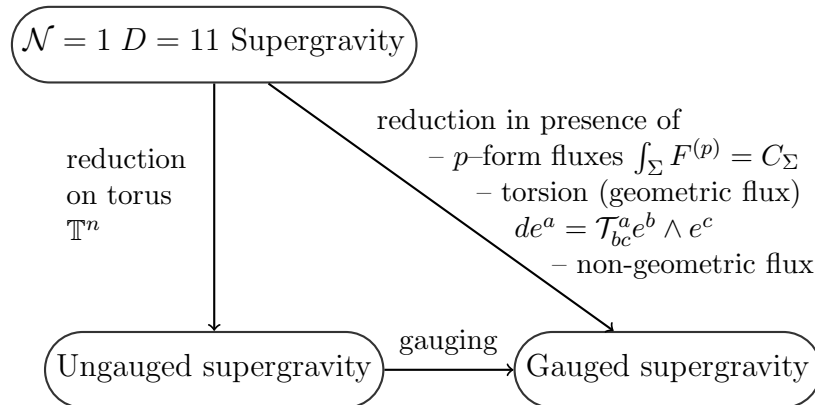 𝒩 = 1 D = 11 Supergravity
reduction
on torus
𝕋ⁿ
reduction in presence of
– p–form fluxes ∫_Σ F^(p) = C_Σ
– torsion (geometric flux)
de^a = 𝒯^a_bc e^b ∧ e^c
– non-geometric flux
Ungauged supergravity
gauging
Gauged supergravity